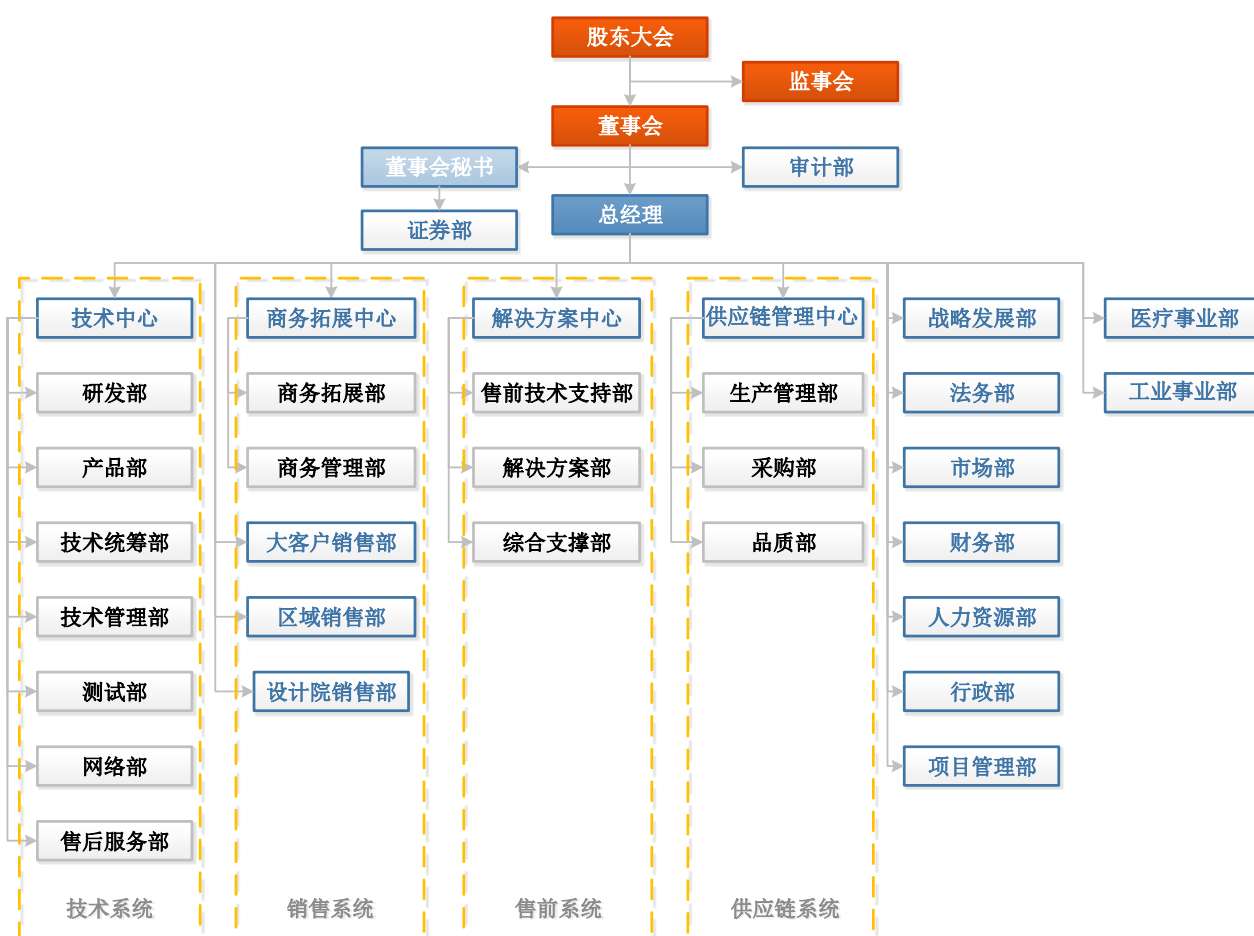 股东大会
监事会
董事会
董事会秘书
审计部
总经理
证券部
技术中心
商务拓展中心
解决方案中心
供应链管理中心
战略发展部
医疗事业部
研发部
商务拓展部
售前技术支持部
生产管理部
法务部
工业事业部
产品部
商务管理部
解决方案部
采购部
市场部
技术统筹部
大客户销售部
综合支撑部
品质部
财务部
技术管理部
区域销售部
人力资源部
测试部
设计院销售部
行政部
网络部
项目管理部
售后服务部
技术系统
销售系统
售前系统
供应链系统